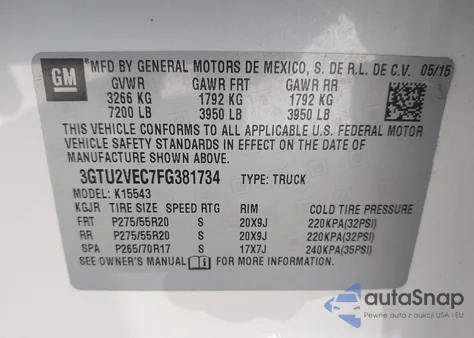 GM
MFD BY GENERAL MOTORS DE MEXICO, S. DE R.L. DE C.V. 05/15
GVWR GAWR FRT GAWR RR
3266 KG 1792 KG 1792 KG
7200 LB 3950 LB 3950 LB
THIS VEHICLE CONFORMS TO ALL APPLICABLE U.S. FEDERAL MOTOR
VEHICLE SAFETY STANDARDS IN EFFECT ON THE DATE OF
MANUFACTURE SHOWN ABOVE.
3GTU2VEC7FG381734 TYPE: TRUCK
MODEL: K15543
KGJR TIRE SIZE SPEED RTG RIM COLD TIRE PRESSURE
FRT P275/55R20 S 20X9J 220KPA(32PSI)
RR P275/55R20 S 20X9J 220KPA(32PSI)
SPA P265/70R17 S 17X7J 240KPA(35PSI)
SEE OWNER'S MANUAL FOR MORE INFORMATION
autoSnap
Pewne auta z aukcji w USA i EU